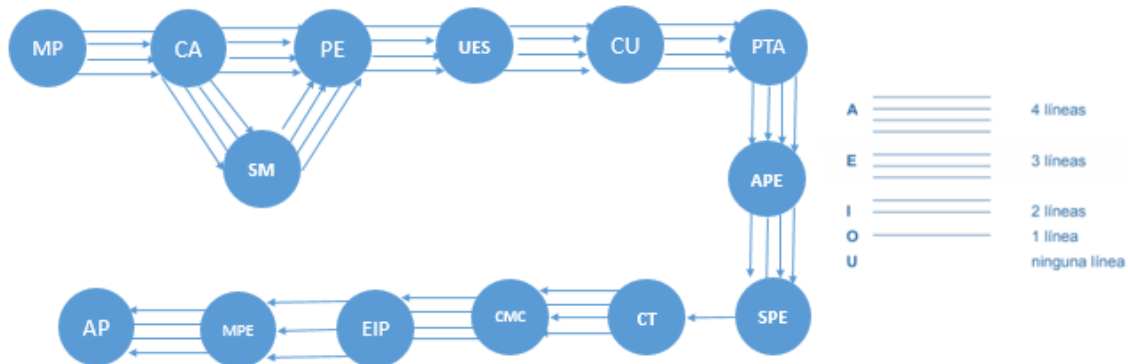 MP
CA
PE
UES
CU
PTA
SM
APE
SPE
CT
CMC
EIP
MPE
AP
A 4 líneas
E 3 líneas
I 2 líneas
O 1 línea
U ninguna línea